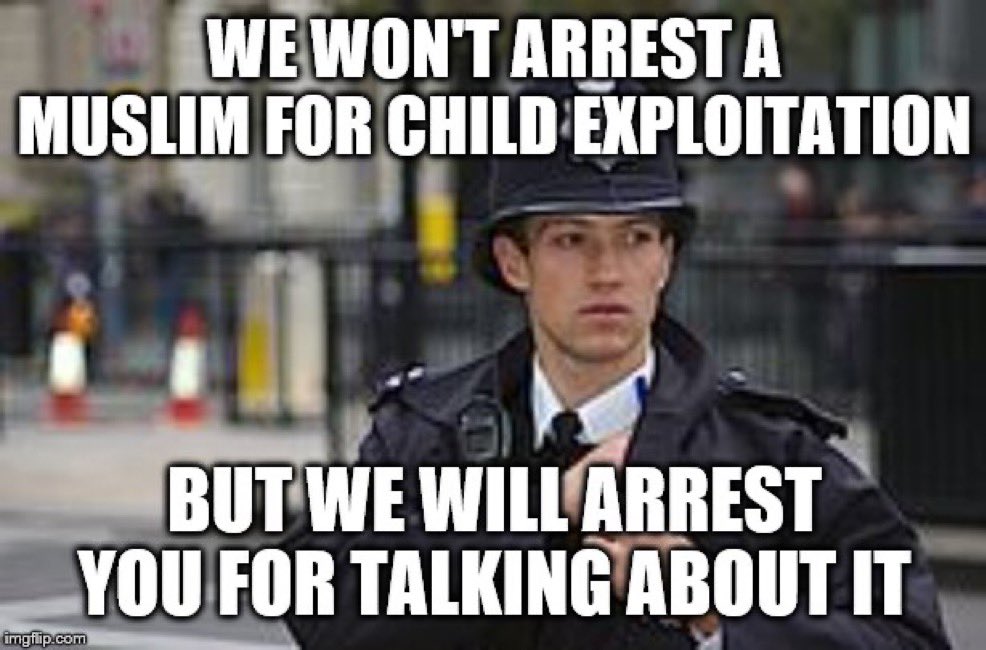 WE WON'T ARREST A
MUSLIM FOR CHILD EXPLOITATION
BUT WE WILL ARREST
YOU FOR TALKING ABOUT IT
imgflip.com